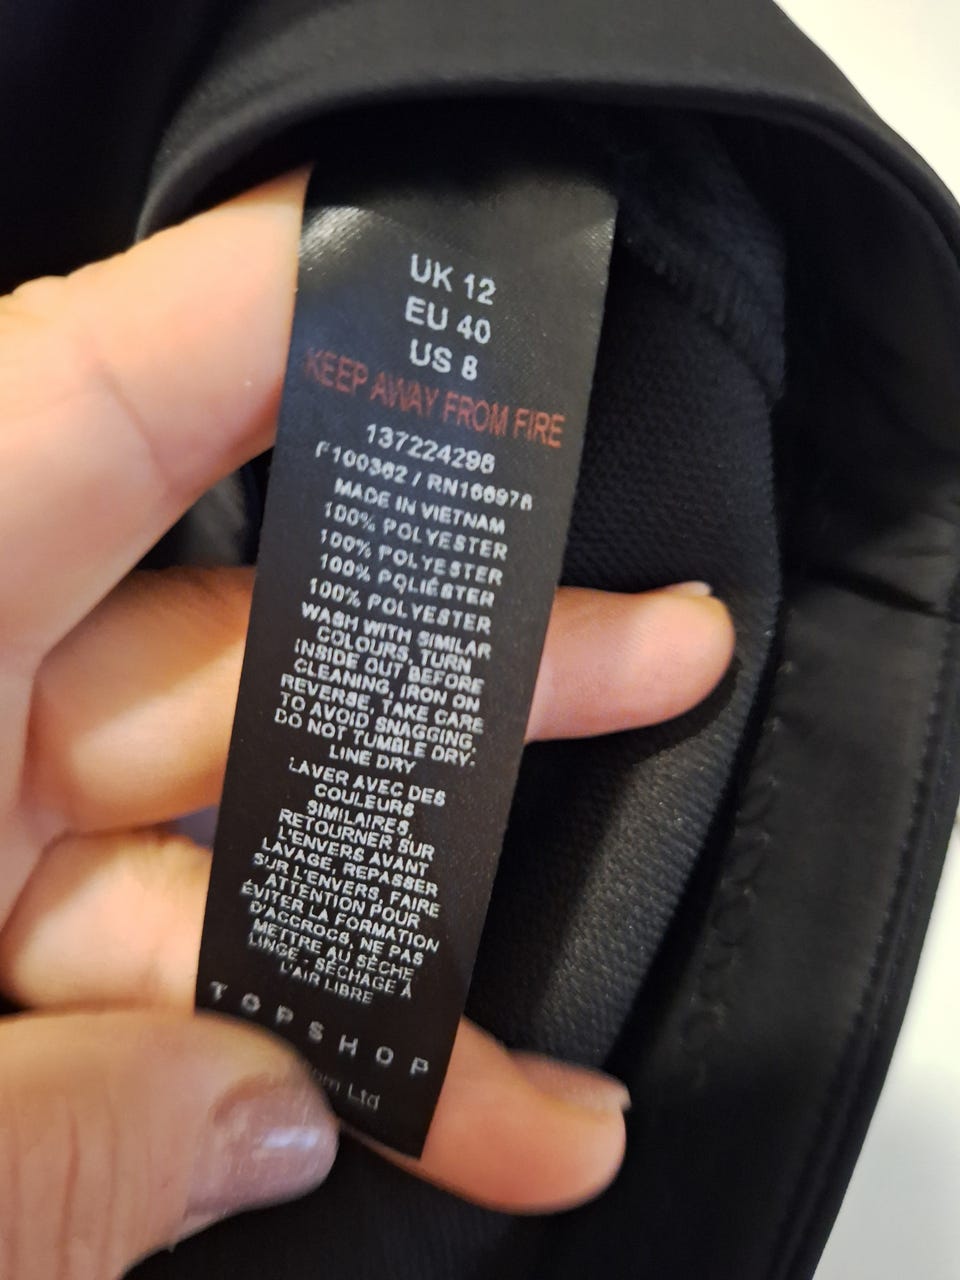 UK 12
EU 40
US 8
KEEP AWAY FROM FIRE
137224296
F100362 / RN166976
MADE IN VIETNAM
100% POLYESTER
100% POLYESTER
100% POLIÉSTER
100% POLYESTER
WASH WITH SIMILAR
COLOURS, TURN
INSIDE OUT BEFORE
CLEANING, IRON ON
REVERSE, TAKE CARE
TO AVOID SNAGGING.
DO NOT TUMBLE DRY.
LINE DRY
LAVER AVEC DES
COULEURS
SIMILAIRES,
RETOURNER SUR
L'ENVERS AVANT
LAVAGE, REPASSER
SUR L'ENVERS, FAIRE
ATTENTION POUR
ÉVITER LA FORMATION
D'ACCROCS, NE PAS
METTRE AU SÈCHE
LINGE - SÉCHAGE À
L'AIR LIBRE
TOPSHOP
Ltd